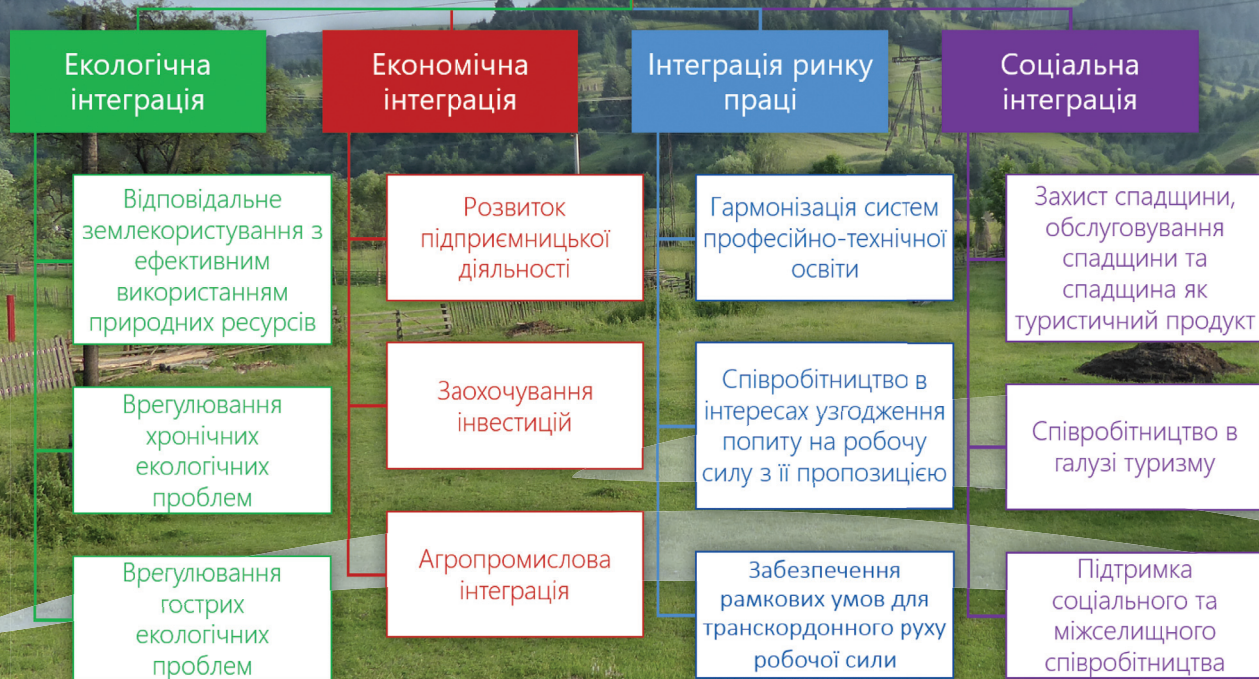 Екологічна
інтеграція
Відповідальне
землекористування з
ефективним
використанням
природних ресурсів
Врегулювання
хронічних
екологічних
проблем
Врегулювання
гострих
екологічних
проблем
Економічна
інтеграція
Розвиток
підприємницької
діяльності
Заохочування
інвестицій
Агропромислова
інтеграція
Інтеграція ринку
праці
Гармонізація систем
професійно-технічної
освіти
Співробітництво в
інтересах узгодження
попиту на робочу
силу з її пропозицією
Забезпечення
рамкових умов для
транскордонного руху
робочої сили
Соціальна
інтеграція
Захист спадщини,
обслуговування
спадщини та
спадщина як
туристичний продукт
Співробітництво в
галузі туризму
Підтримка
соціального та
міжселищного
співробітництва